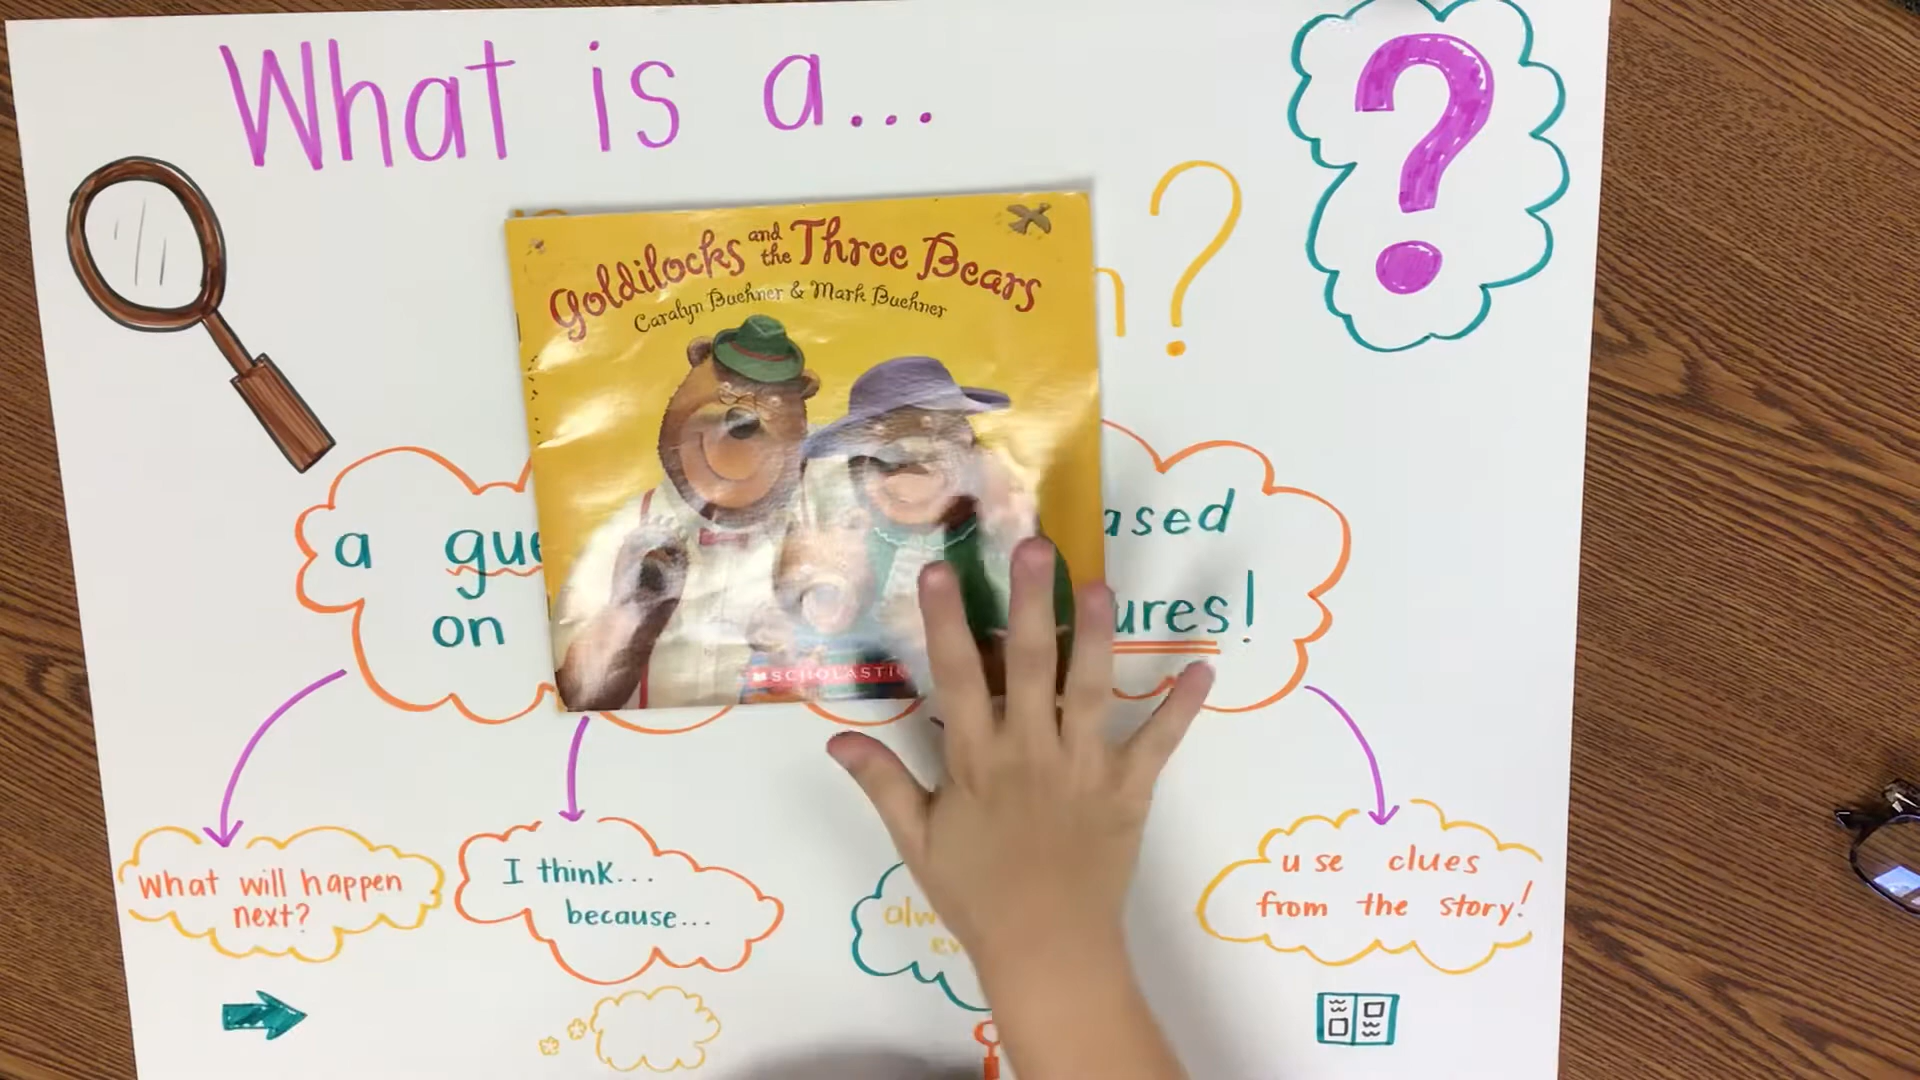 What is a...
?
?
Goldilocks and the Three Bears
Caralyn Buehner & Mark Buehner
SCHOLASTIC
a
on
ased
ures!
What will happen
next?
I think...
because...
use clues
from the story!